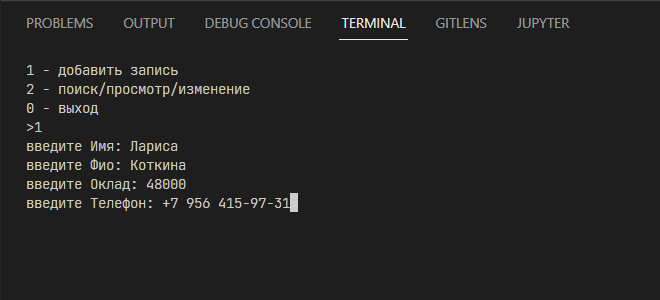 PROBLEMS OUTPUT DEBUG CONSOLE TERMINAL GITLENS JUPYTER
1 - добавить запись
2 - поиск/просмотр/изменение
0 - выход
>1
введите Имя: Лариса
введите Фио: Коткина
введите Оклад: 48000
введите Телефон: +7 956 415-97-31